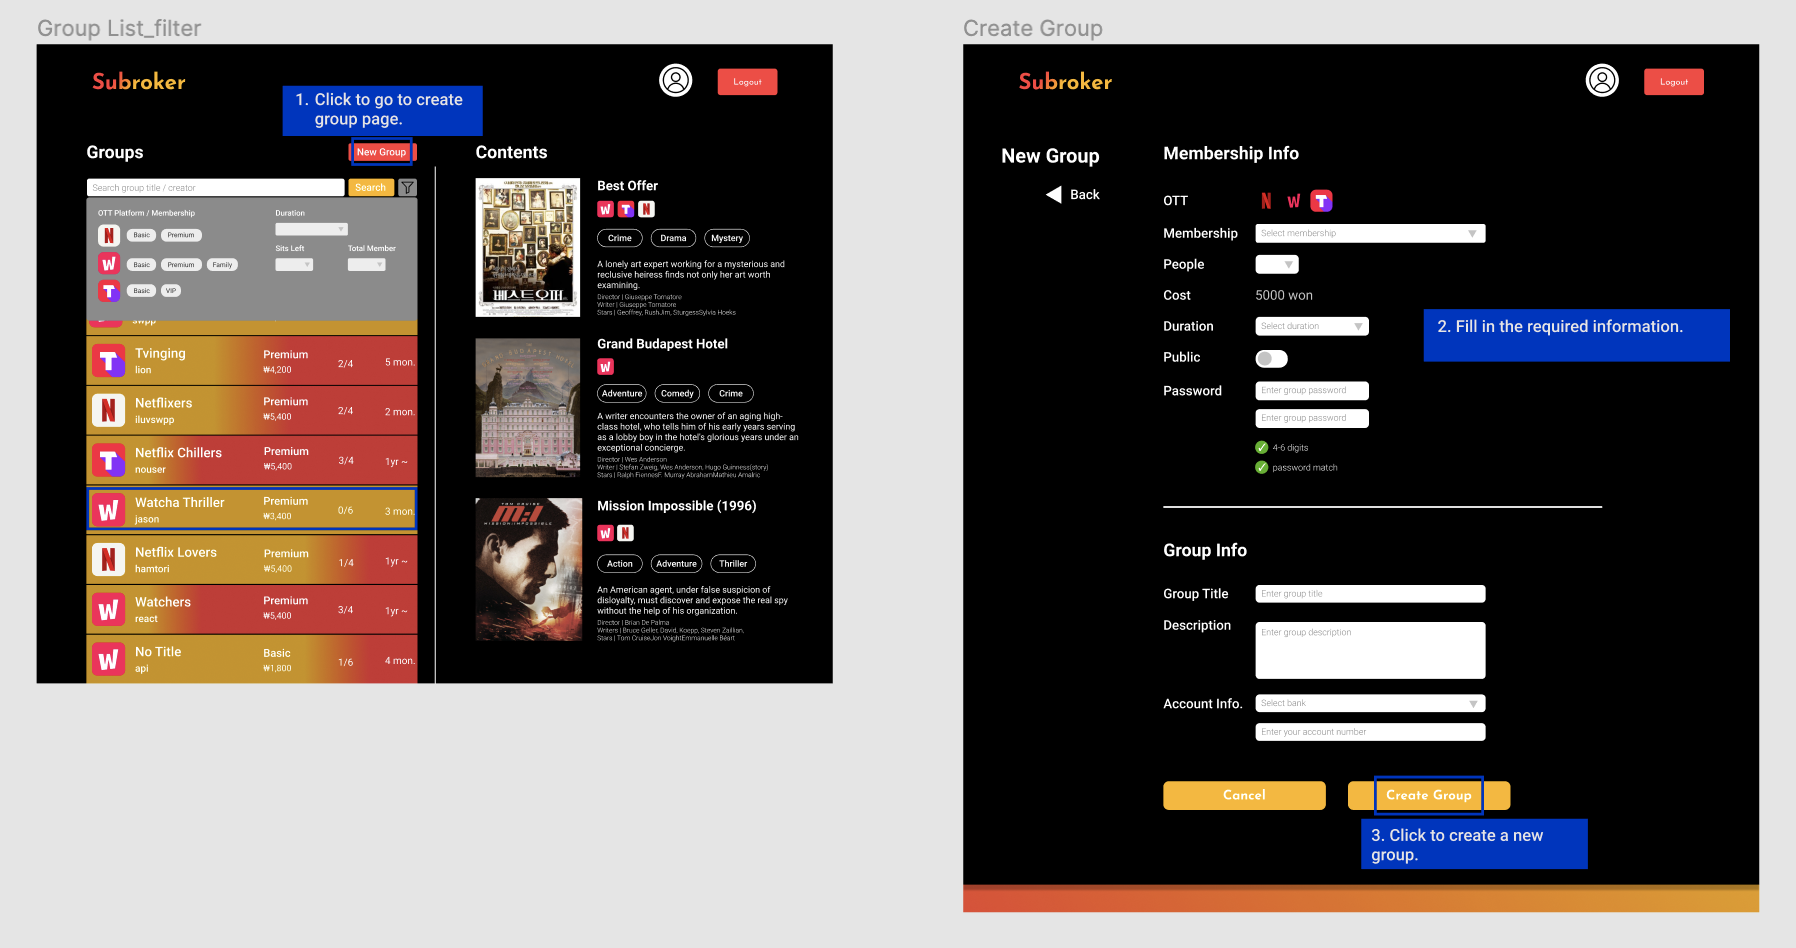 Group List_filter
Subroker
Logout
1. Click to go to create
group page.
Groups
New Group
Search group title / creator
Search
OTT Platform / Membership
Duration
Basic
Premium
Sits Left
Total Member
Basic
Premium
Family
Basic
VIP
swpp
Tvinging
lion
Premium
₩4,200
2/4
5 mon.
Netflixers
iluvswpp
Premium
₩5,400
2/4
2 mon.
Netflix Chillers
nouser
Premium
₩5,400
3/4
1yr ~
Watcha Thriller
jason
Premium
₩3,400
0/6
3 mon.
Netflix Lovers
hamtori
Premium
₩5,400
1/4
1yr ~
Watchers
react
Premium
₩5,400
3/4
1yr ~
No Title
api
Basic
₩1,800
1/6
4 mon.
Contents
베스트오퍼
Best Offer
Crime
Drama
Mystery
A lonely art expert working for a mysterious and
reclusive heiress finds not only her art worth
examining.
Director | Giuseppe Tornatore
Writer | Giuseppe Tornatore
Stars | Geoffrey, RushJim, SturgessSylvia Hoeks
Grand Budapest Hotel
Adventure
Comedy
Crime
A writer encounters the owner of an aging high-
class hotel, who tells him of his early years serving
as a lobby boy in the hotel's glorious years under an
exceptional concierge.
Director | Wes Anderson
Writer | Stefan Zweig, Wes Anderson, Hugo Guinness(story)
Stars | Ralph FiennesF. Murray AbrahamMathieu Amalric
TOM CRUISE
M:I
MISSION:IMPOSSIBLE
Mission Impossible (1996)
Action
Adventure
Thriller
An American agent, under false suspicion of
disloyalty, must discover and expose the real spy
without the help of his organization.
Director | Brian De Palma
Writers | Bruce Geller, David, Koepp, Steven Zaillian,
Stars | Tom CruiseJon VoightEmmanuelle Béart
Create Group
Subroker
Logout
New Group
Back
Membership Info
OTT
Membership
Select membership
People
Cost
5000 won
Duration
Select duration
2. Fill in the required information.
Public
Password
Enter group password
Enter group password
4-6 digits
password match
Group Info
Group Title
Enter group title
Description
Enter group description
Account Info.
Select bank
Enter your account number
Cancel
Create Group
3. Click to create a new
group.